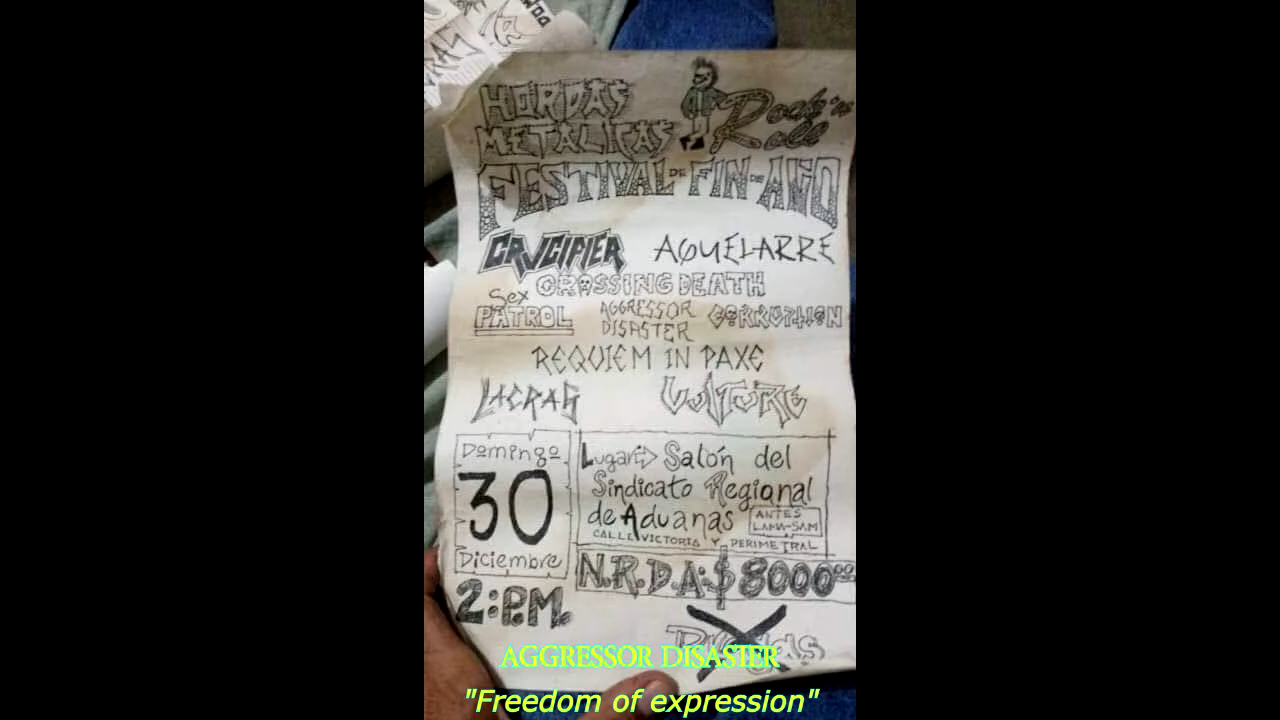 HORDAS
METALICAS
Rock'n
Roll
FESTIVAL DE FIN DE AÑO
CRUCIFIER AQUELARRE
CROSSING DEATH
Sex
PATROL
AGGRESSOR
DISASTER
CORRUPTION
REQUIEM IN PAXE
LACRAS VULTURE
Domingo
30
Diciembre
2:P.M.
Lugar: Salón del
Sindicato Regional
de Aduanas
ANTES
LAMA-SAM
CALLE VICTORIA Y PERIMETRAL
N.R.D.A:$ 8000.00
AGGRESSOR DISASTER
"Freedom of expression"